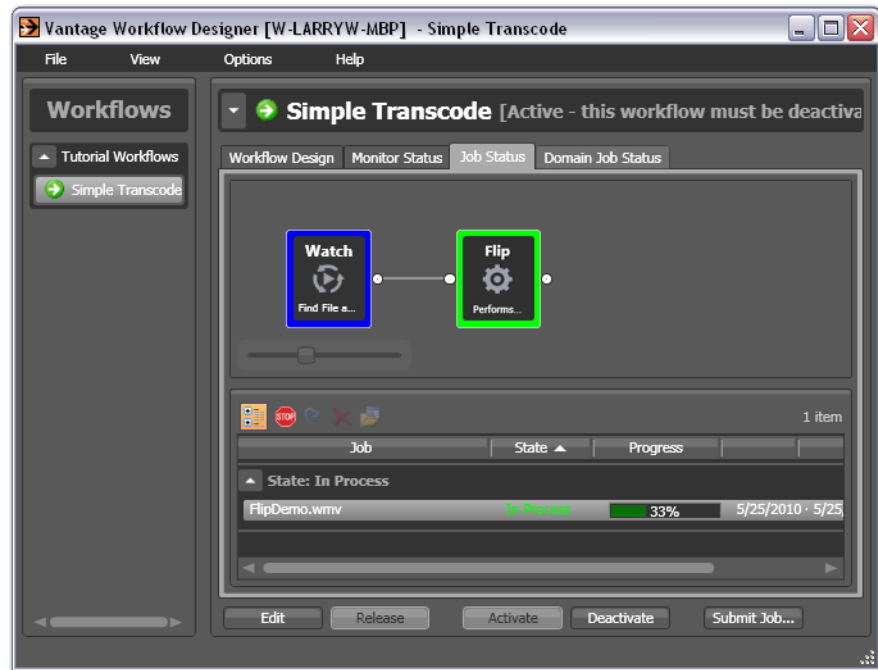 Vantage Workflow Designer [W-LARRYW-MBP] - Simple Transcode
File View Options Help
Workflows
Tutorial Workflows
Simple Transcode
Simple Transcode [Active - this workflow must be deactiva
Workflow Design Monitor Status Job Status Domain Job Status
Watch
Find File a...
Flip
Performs...
STOP
1 item
Job State Progress
State: In Process
FlipDemo.wmv In Process 33% 5/25/2010 · 5/25/
Edit Release Activate Deactivate Submit Job...